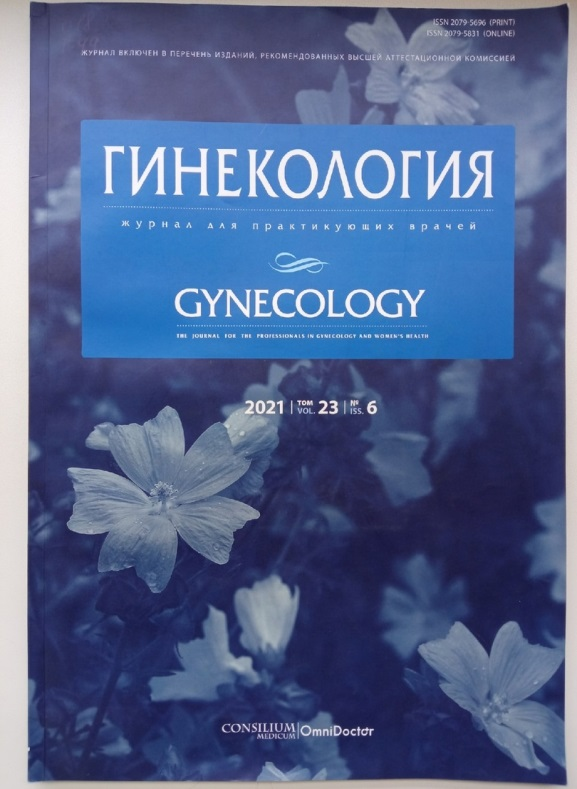 ISSN 2079-5696 (PRINT)
ISSN 2079-5831 (ONLINE)
ЖУРНАЛ ВКЛЮЧЕН В ПЕРЕЧЕНЬ ИЗДАНИЙ, РЕКОМЕНДОВАННЫХ ВЫСШЕЙ АТТЕСТАЦИОННОЙ КОМИССИЕЙ
ГИНЕКОЛОГИЯ
журнал для практикующих врачей
GYNECOLOGY
THE JOURNAL FOR THE PROFESSIONALS IN GYNECOLOGY AND WOMEN'S HEALTH
2021 | ТОМ VOL. 23 | № ISS. 6
CONSILIUM MEDICUM | OmniDoctor